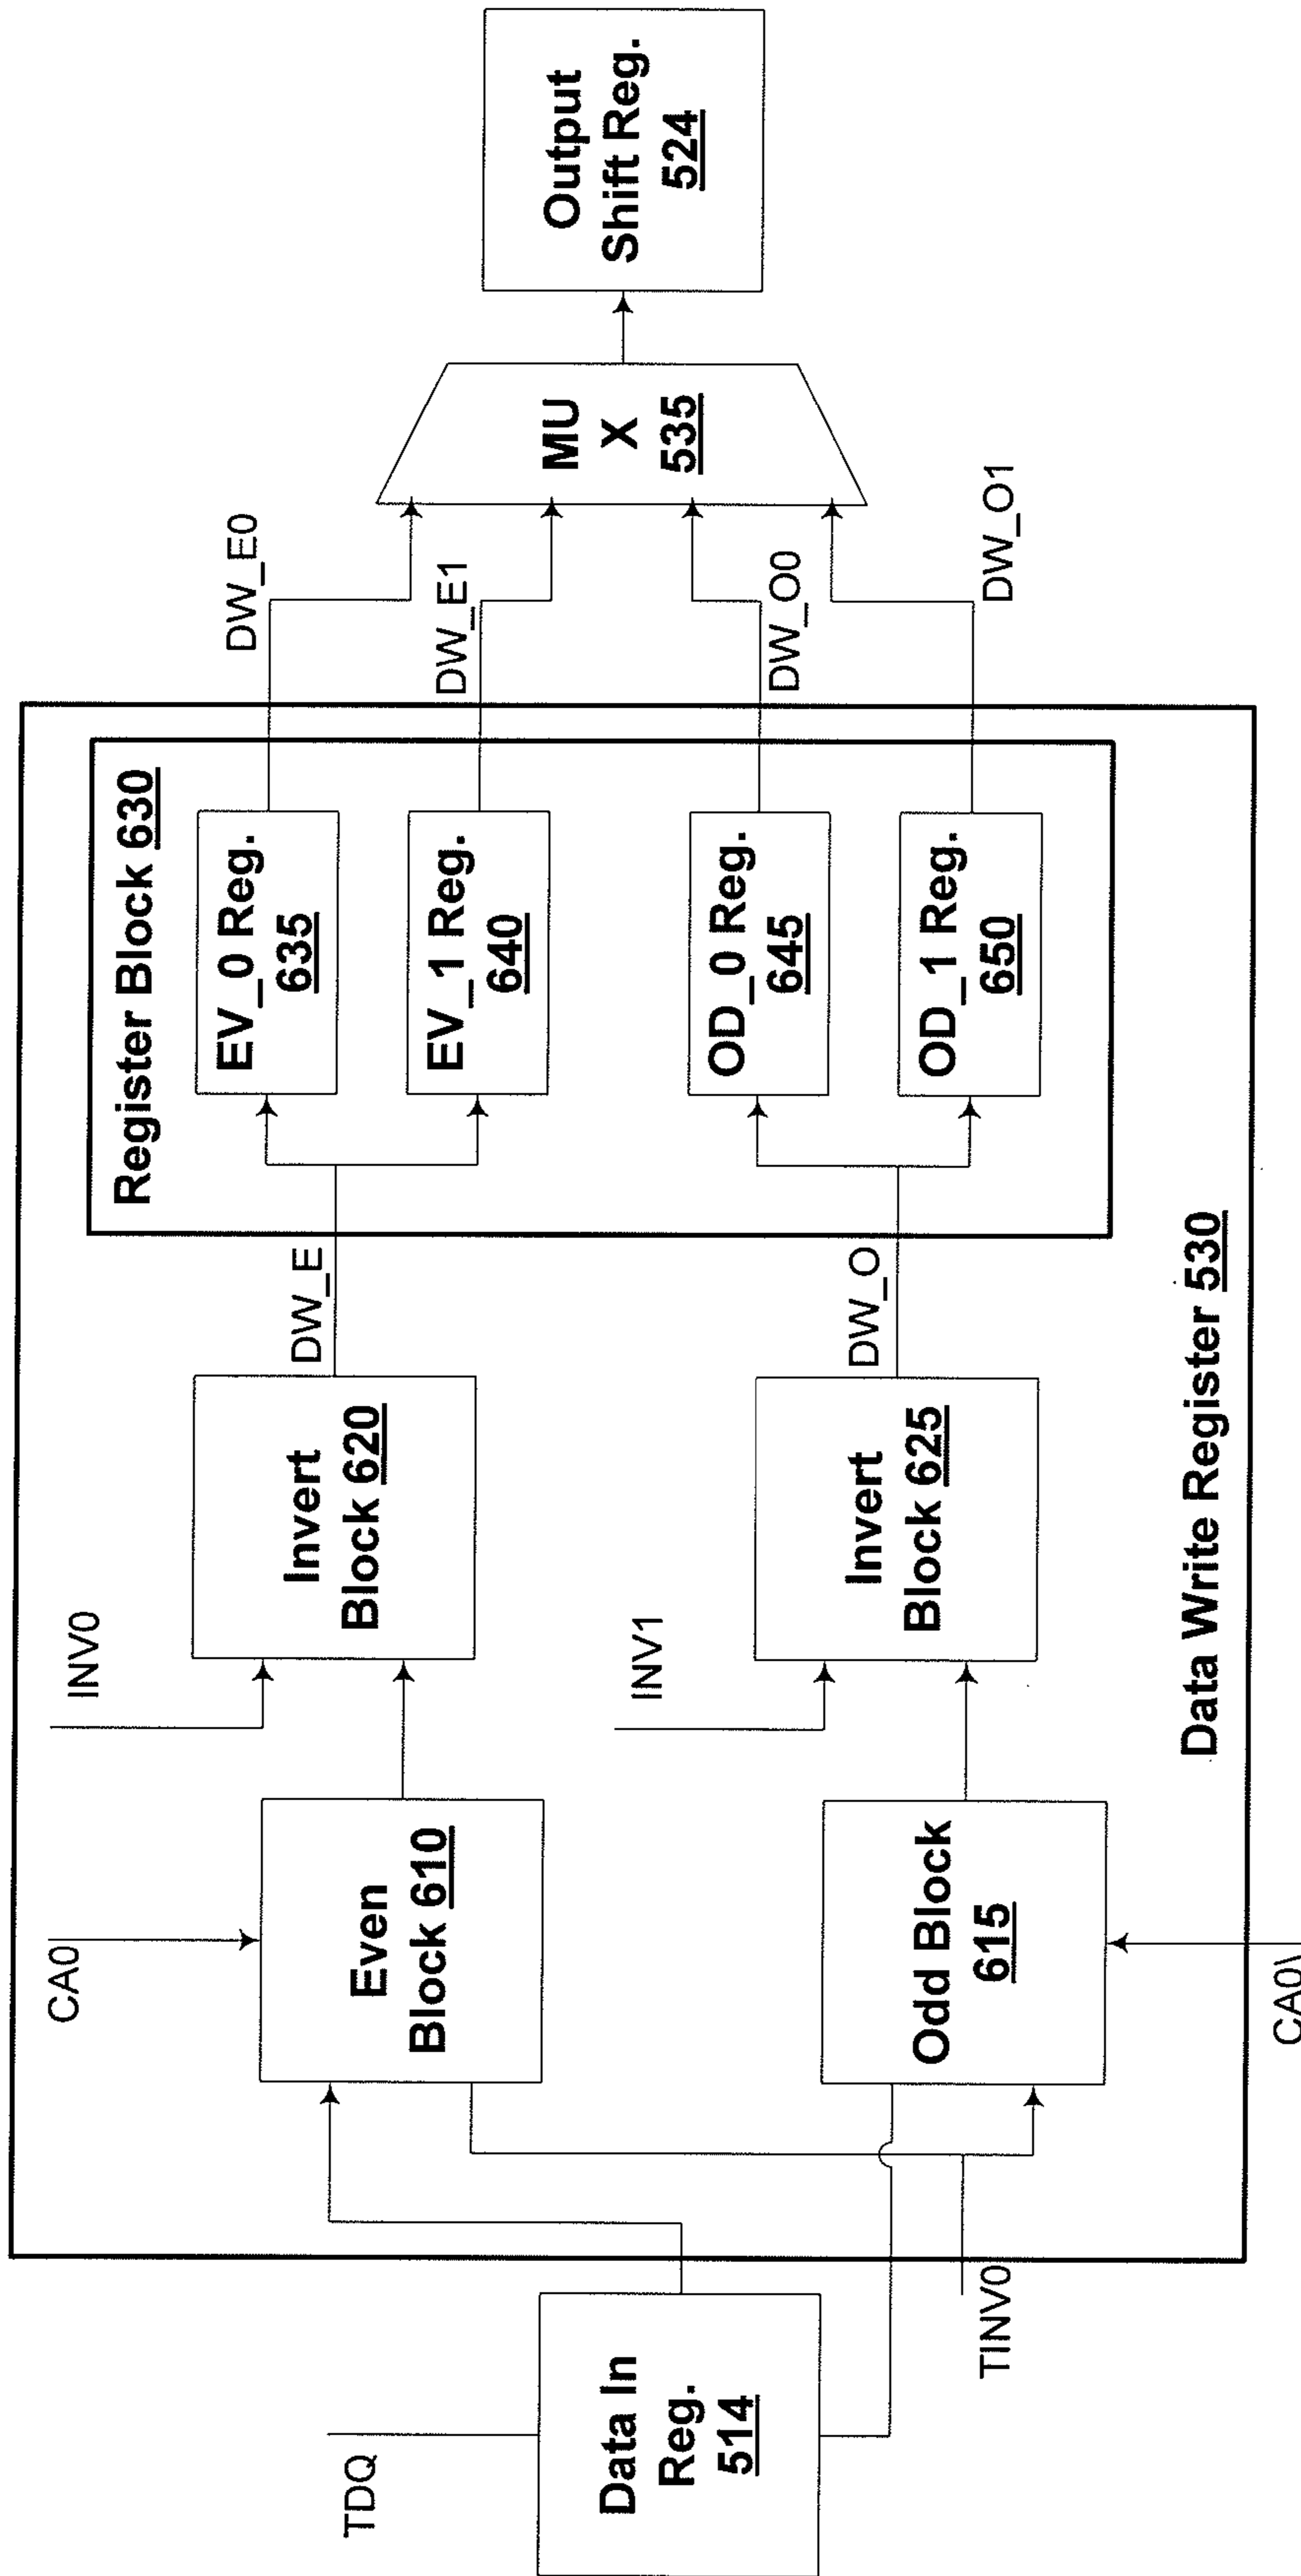 TDQ
Data In
Reg.
514
TINV0
CA0
Even
Block 610
Odd Block
615
CA0\
INV0
Invert
Block 620
INV1
Invert
Block 625
DW_E
DW_O
Data Write Register 530
Register Block 630
EV_0 Reg.
635
EV_1 Reg.
640
OD_0 Reg.
645
OD_1 Reg.
650
DW_E0
DW_E1
DW_O0
DW_O1
MU
X
535
Output
Shift Reg.
524